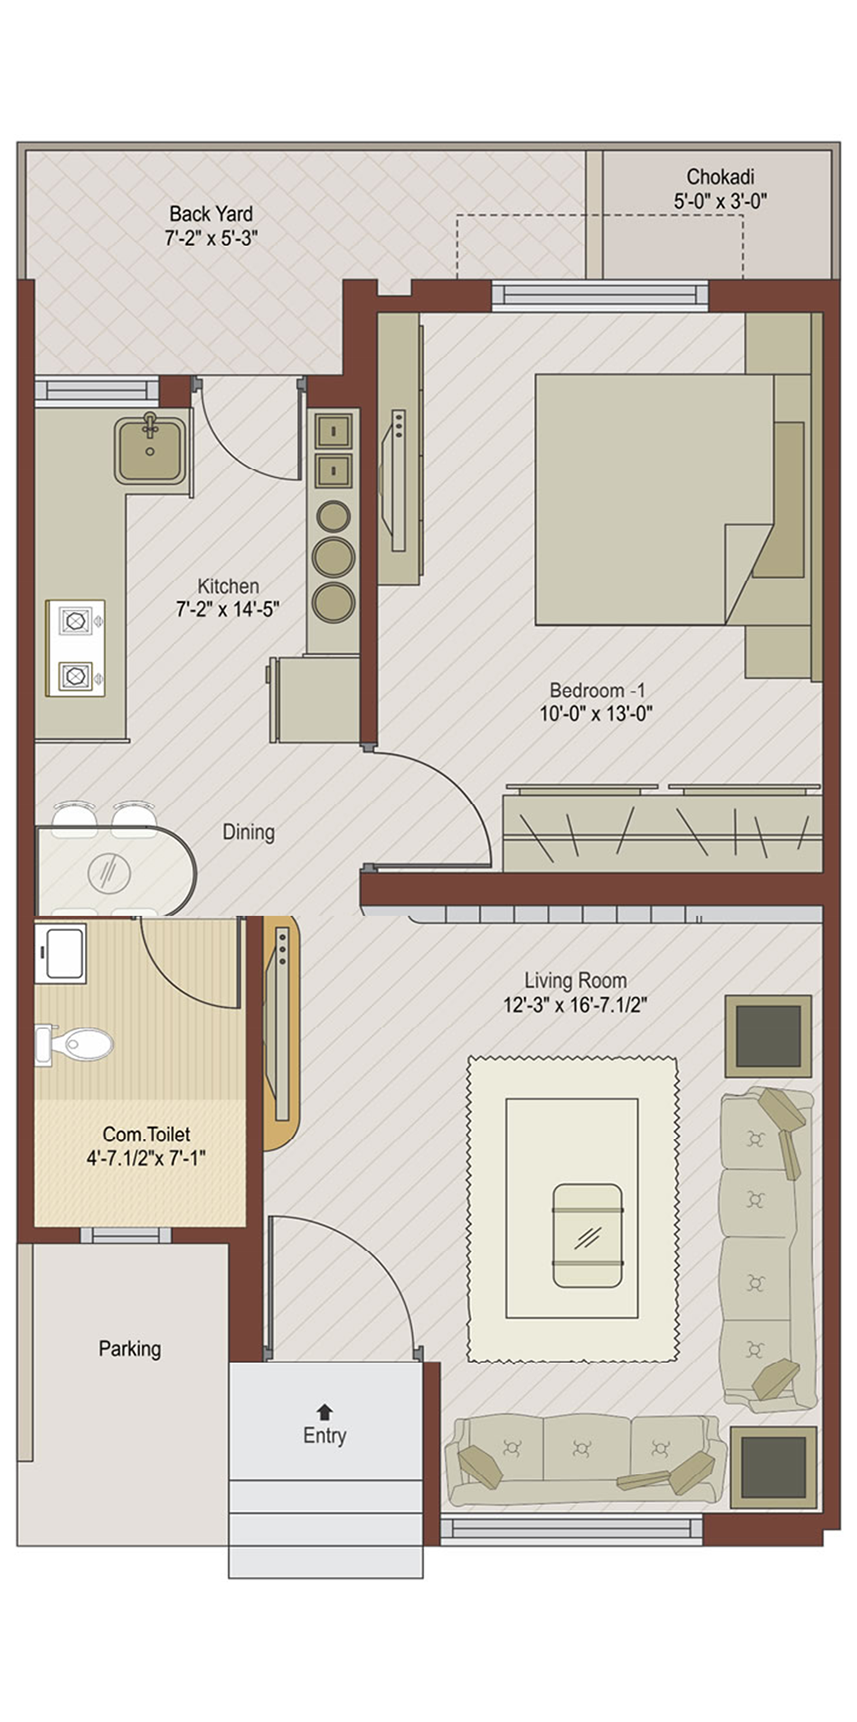 Chokadi
5'-0" x 3'-0"
Back Yard
7'-2" x 5'-3"
Kitchen
7'-2" x 14'-5"
Bedroom -1
10'-0" x 13'-0"
Dining
Living Room
12'-3" x 16'-7.1/2"
Com.Toilet
4'-7.1/2"x 7'-1"
Parking
Entry